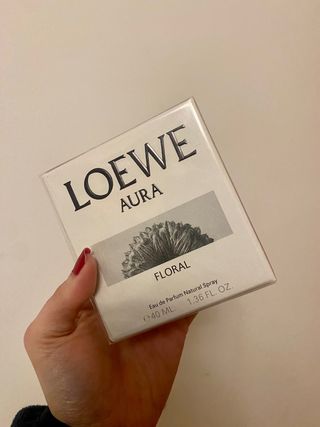 LOEWE
AURA
FLORAL
Eau de Parfum Natural Spray
℮40 ML    1.36 FL. OZ.